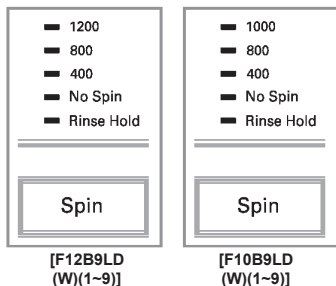 1200
800
400
No Spin
Rinse Hold
Spin
[F12B9LD
(W)(1~9)]
1000
800
400
No Spin
Rinse Hold
Spin
[F10B9LD
(W)(1~9)]